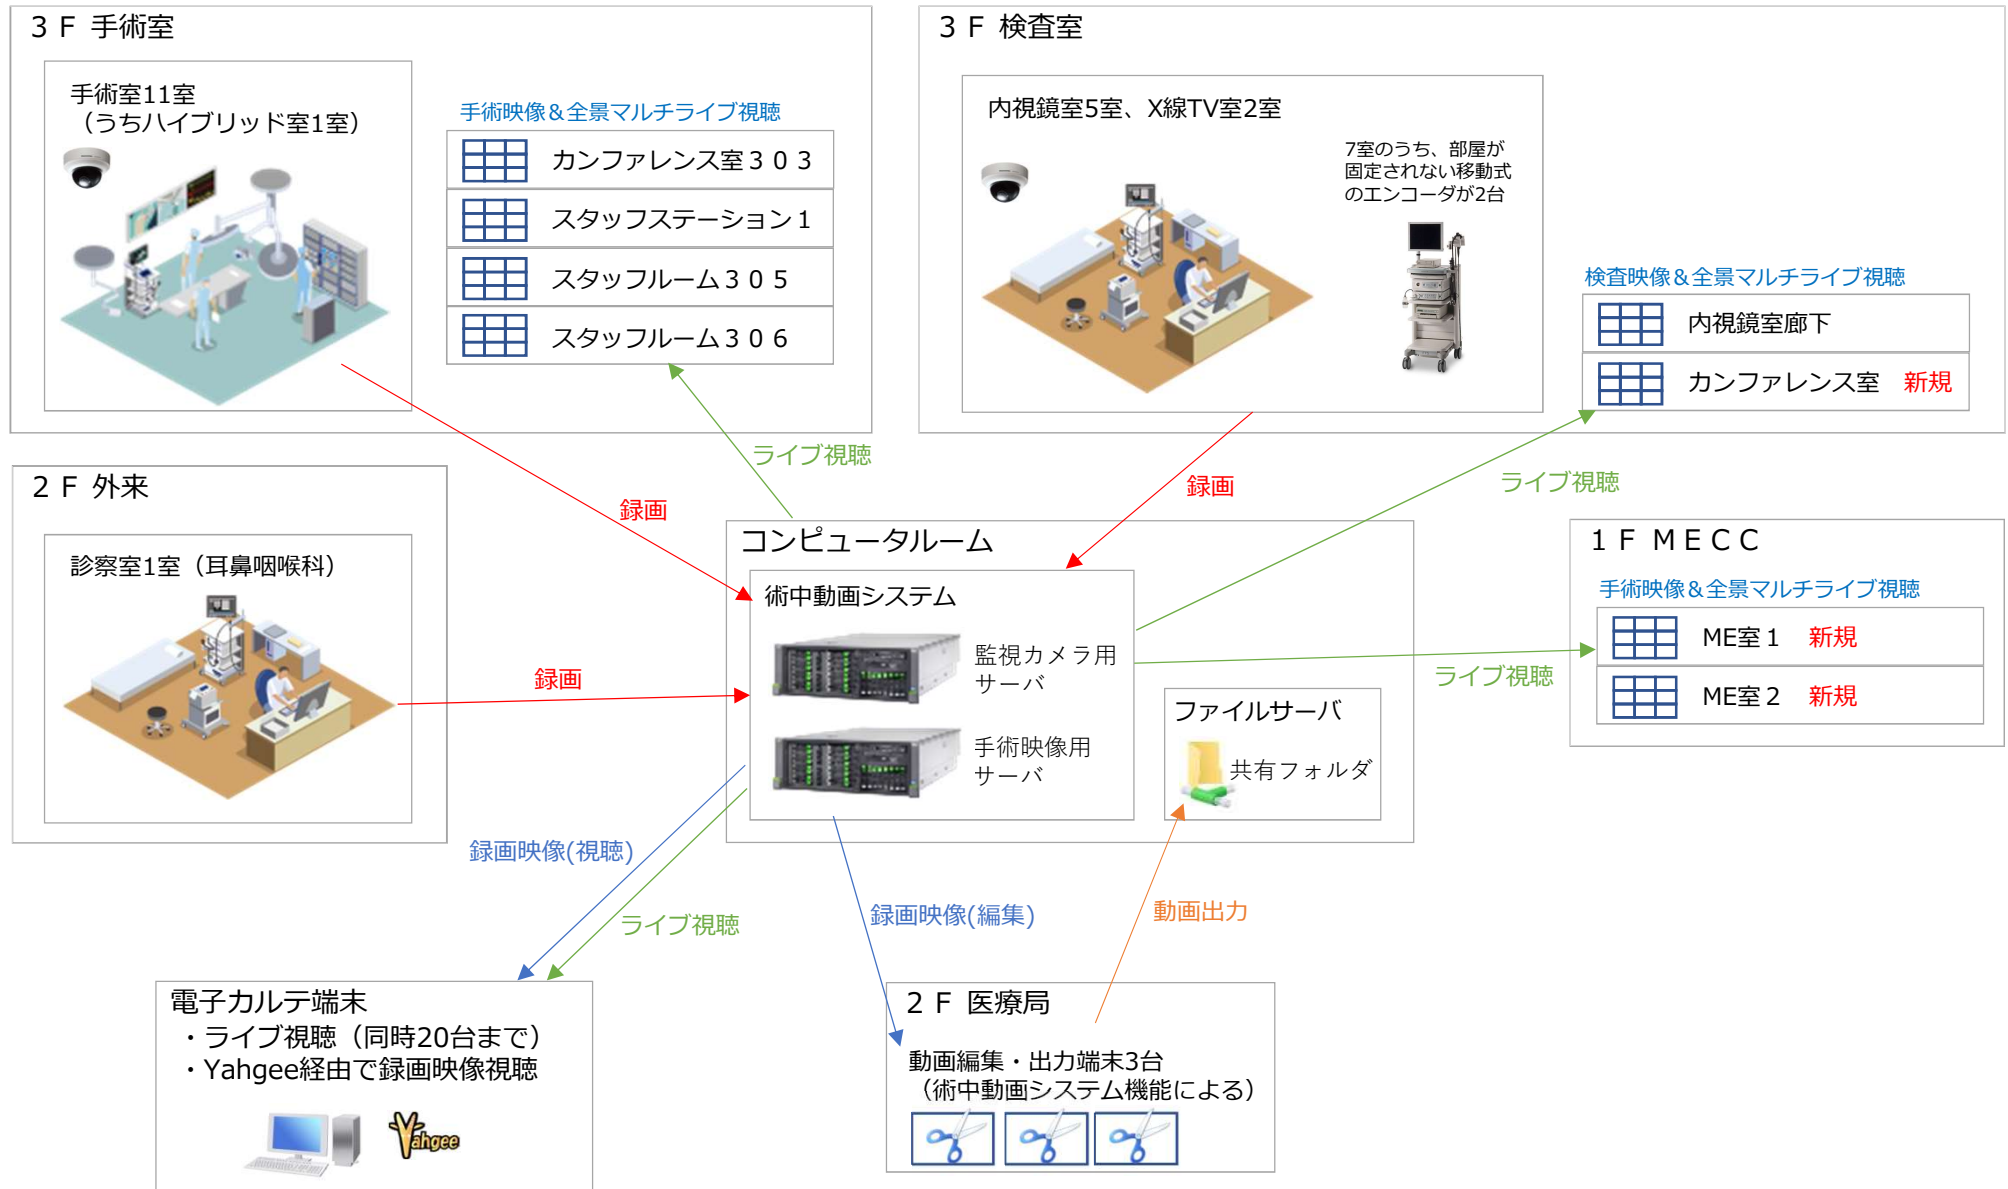 ３Ｆ 手術室
手術室11室
（うちハイブリッド室1室）
手術映像＆全景マルチライブ視聴
カンファレンス室３０３
スタッフステーション１
スタッフルーム３０５
スタッフルーム３０６
３Ｆ 検査室
内視鏡室5室、X線TV室2室
7室のうち、部屋が
固定されない移動式
のエンコーダが2台
検査映像＆全景マルチライブ視聴
内視鏡室廊下
カンファレンス室 新規
ライブ視聴
録画
録画
ライブ視聴
２Ｆ 外来
診察室1室（耳鼻咽喉科）
録画
コンピュータルーム
術中動画システム
監視カメラ用
サーバ
手術映像用
サーバ
ファイルサーバ
共有フォルダ
ライブ視聴
１Ｆ ＭＥＣＣ
手術映像＆全景マルチライブ視聴
ME室１ 新規
ME室２ 新規
録画映像(視聴)
ライブ視聴
録画映像(編集)
動画出力
電子カルテ端末
・ライブ視聴（同時20台まで）
・Yahgee経由で録画映像視聴
Yahgee
２Ｆ 医療局
動画編集・出力端末3台
（術中動画システム機能による）